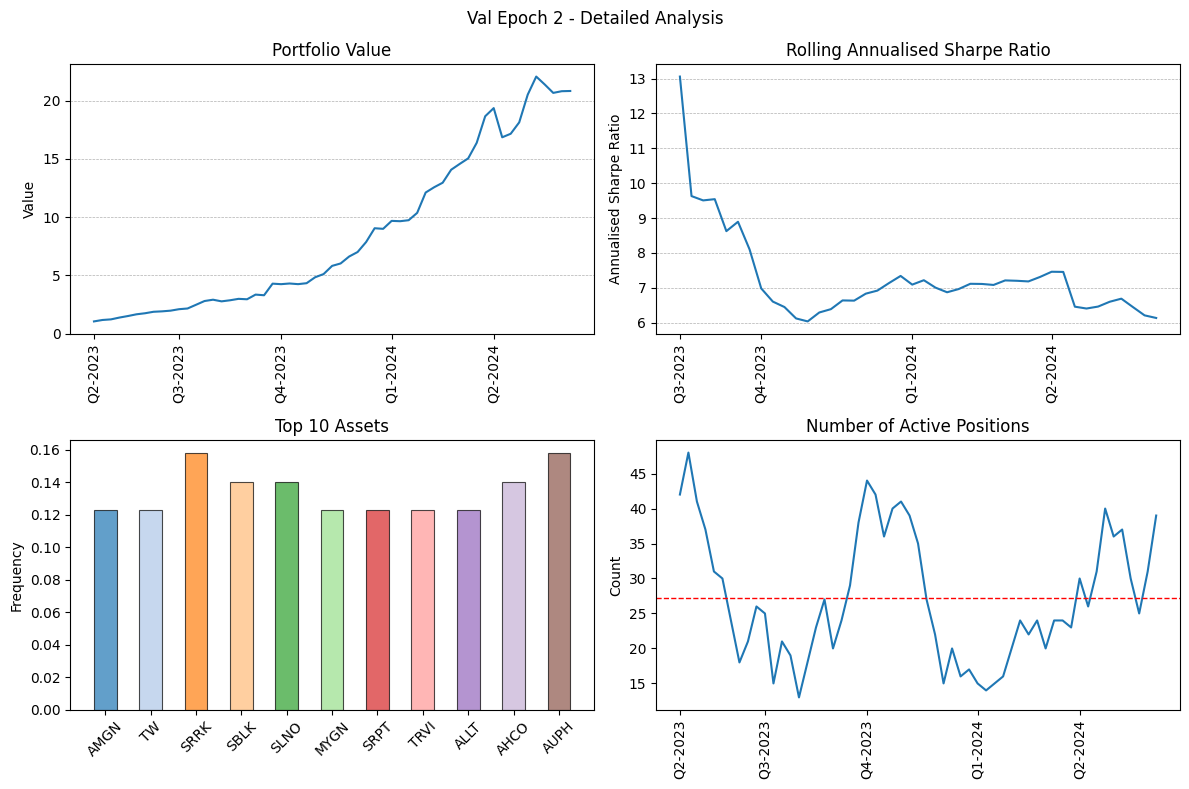 Val Epoch 2 - Detailed Analysis
Portfolio Value
Value
20
15
10
5
0
Q2-2023
Q3-2023
Q4-2023
Q1-2024
Q2-2024
Rolling Annualised Sharpe Ratio
Annualised Sharpe Ratio
13
12
11
10
9
8
7
6
Q3-2023
Q4-2023
Q1-2024
Q2-2024
Top 10 Assets
Frequency
0.16
0.14
0.12
0.10
0.08
0.06
0.04
0.02
0.00
AMGN
TW
SRRK
SBLK
SLNO
MYGN
SRPT
TRVI
ALLT
AHCO
AUPH
Number of Active Positions
Count
45
40
35
30
25
20
15
Q2-2023
Q3-2023
Q4-2023
Q1-2024
Q2-2024